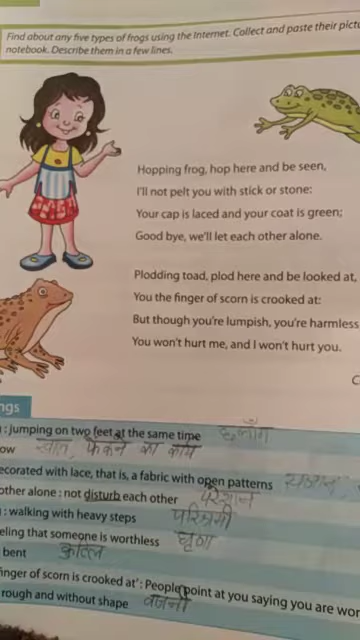 Find about any five types of frogs using the Internet. Collect and paste their pictu
notebook. Describe them in a few lines.
Hopping frog, hop here and be seen,
I'll not pelt you with stick or stone:
Your cap is laced and your coat is green;
Good bye, we'll let each other alone.
Plodding toad, plod here and be looked at,
You the finger of scorn is crooked at:
But though you're lumpish, you're harmless
You won't hurt me, and I won't hurt you.
C
ngs
: jumping on two feet at the same time छलाँग
ow फेंकने का कार्य
ecorated with lace, that is, a fabric with open patterns
other alone : not disturb each other परेशान
: walking with heavy steps परिश्रमी
eling that someone is worthless घृणा
bent कुटिल
finger of scorn is crooked at': People point at you saying you are wor
rough and without shape वजनी